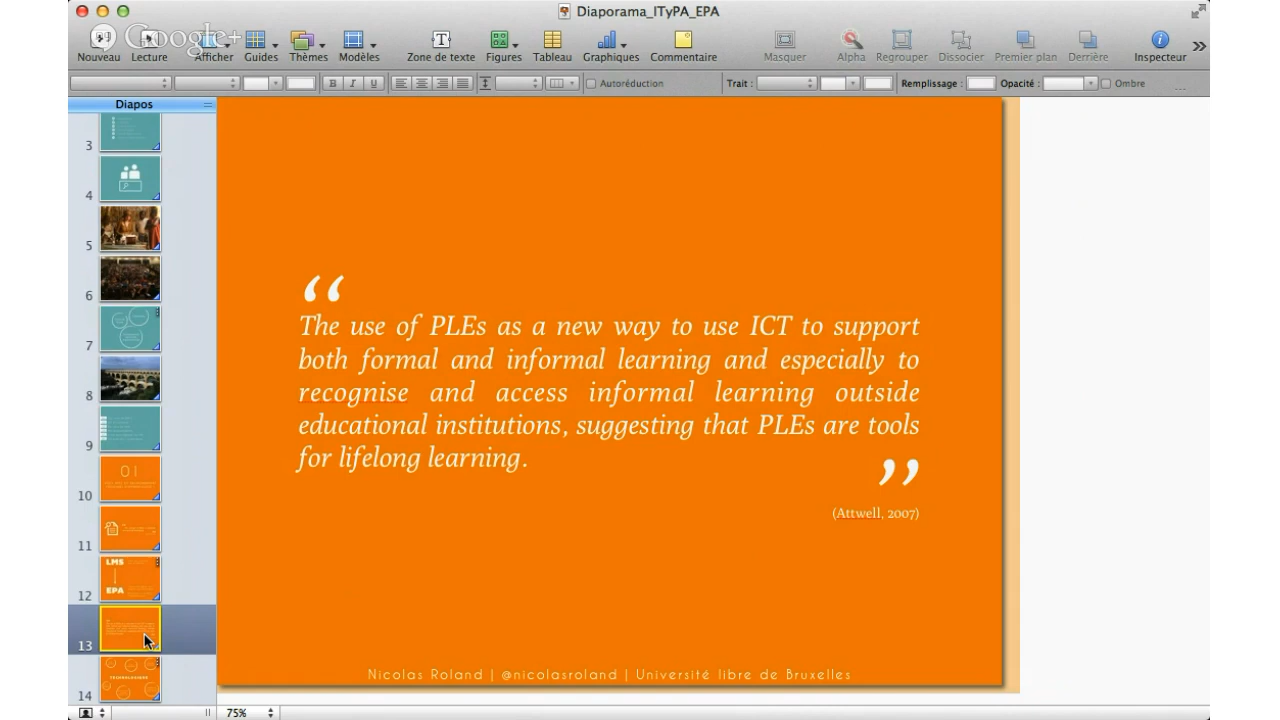 Diaporama_ITyPA_EPA
Google+
Nouveau Lecture Afficher Guides Thèmes Modèles Zone de texte Figures Tableau Graphiques Commentaire Masquer Alpha Regrouper Dissocier Premier plan Derrière Inspecteur
B I U Autoréduction Trait : Remplissage : Opacité : Ombre
Diapos
3
4
5
6
7
8
9
01
10
11
LMS
EPA
12
13
14
“
The use of PLEs as a new way to use ICT to support
both formal and informal learning and especially to
recognise and access informal learning outside
educational institutions, suggesting that PLEs are tools
for lifelong learning.
”
(Attwell, 2007)
Nicolas Roland | @nicolasroland | Université libre de Bruxelles
75%